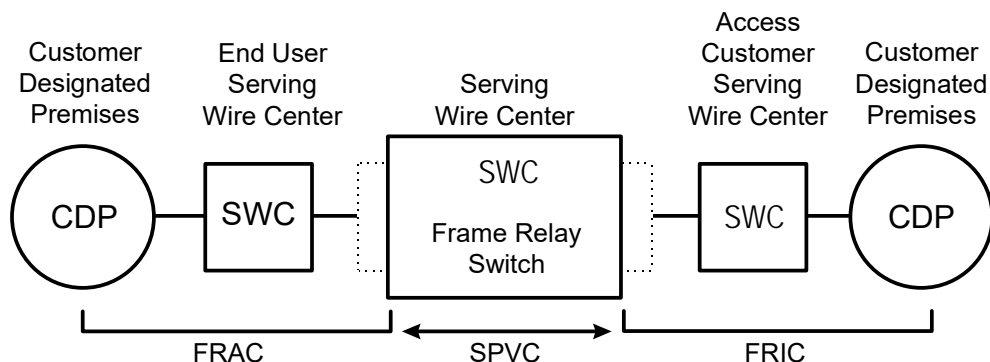 Customer
Designated
Premises
End User
Serving
Wire Center
Serving
Wire Center
Access
Customer
Serving
Wire Center
Customer
Designated
Premises
CDP
SWC
SWC
Frame Relay
Switch
SWC
CDP
FRAC
SPVC
FRIC